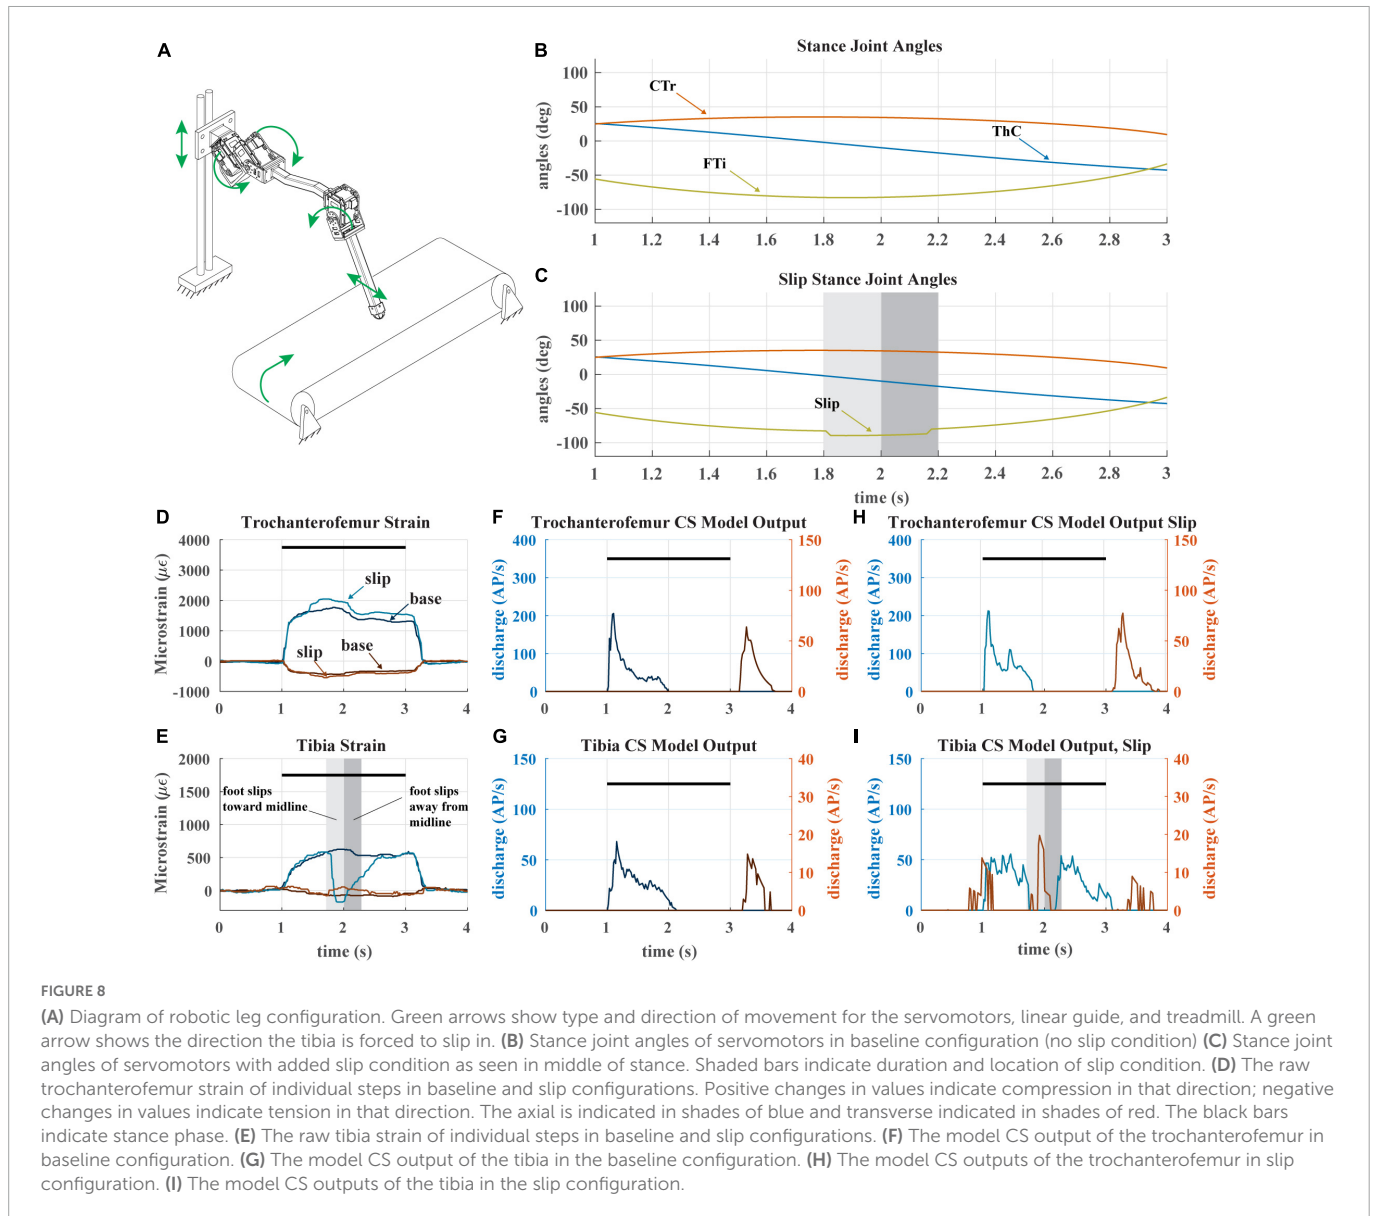 A
B
Stance Joint Angles
angles (deg)
100
50
0
-50
-100
CTr
ThC
FTi
1
1.2
1.4
1.6
1.8
2
2.2
2.4
2.6
2.8
3
C
Slip Stance Joint Angles
angles (deg)
100
50
0
-50
-100
Slip
1
1.2
1.4
1.6
1.8
2
2.2
2.4
2.6
2.8
3
time (s)
D
Trochanterofemur Strain
Microstrain (με)
4000
3000
2000
1000
0
-1000
slip
base
slip
base
0
1
2
3
4
F
Trochanterofemur CS Model Output
discharge (AP/s)
400
300
200
100
0
150
100
50
0
discharge (AP/s)
0
1
2
3
4
H
Trochanterofemur CS Model Output Slip
discharge (AP/s)
400
300
200
100
0
150
100
50
0
discharge (AP/s)
0
1
2
3
4
E
Tibia Strain
Microstrain (με)
2000
1500
1000
500
0
foot slips
toward midline
foot slips
away from
midline
0
1
2
3
4
time (s)
G
Tibia CS Model Output
discharge (AP/s)
150
100
50
0
40
30
20
10
0
discharge (AP/s)
0
1
2
3
4
time (s)
I
Tibia CS Model Output, Slip
discharge (AP/s)
150
100
50
0
40
30
20
10
0
discharge (AP/s)
0
1
2
3
4
time (s)
FIGURE 8
(A) Diagram of robotic leg configuration. Green arrows show type and direction of movement for the servomotors, linear guide, and treadmill. A green
arrow shows the direction the tibia is forced to slip in. (B) Stance joint angles of servomotors in baseline configuration (no slip condition) (C) Stance joint
angles of servomotors with added slip condition as seen in middle of stance. Shaded bars indicate duration and location of slip condition. (D) The raw
trochanterofemur strain of individual steps in baseline and slip configurations. Positive changes in values indicate compression in that direction; negative
changes in values indicate tension in that direction. The axial is indicated in shades of blue and transverse indicated in shades of red. The black bars
indicate stance phase. (E) The raw tibia strain of individual steps in baseline and slip configurations. (F) The model CS output of the trochanterofemur in
baseline configuration. (G) The model CS output of the tibia in the baseline configuration. (H) The model CS outputs of the trochanterofemur in slip
configuration. (I) The model CS outputs of the tibia in the slip configuration.